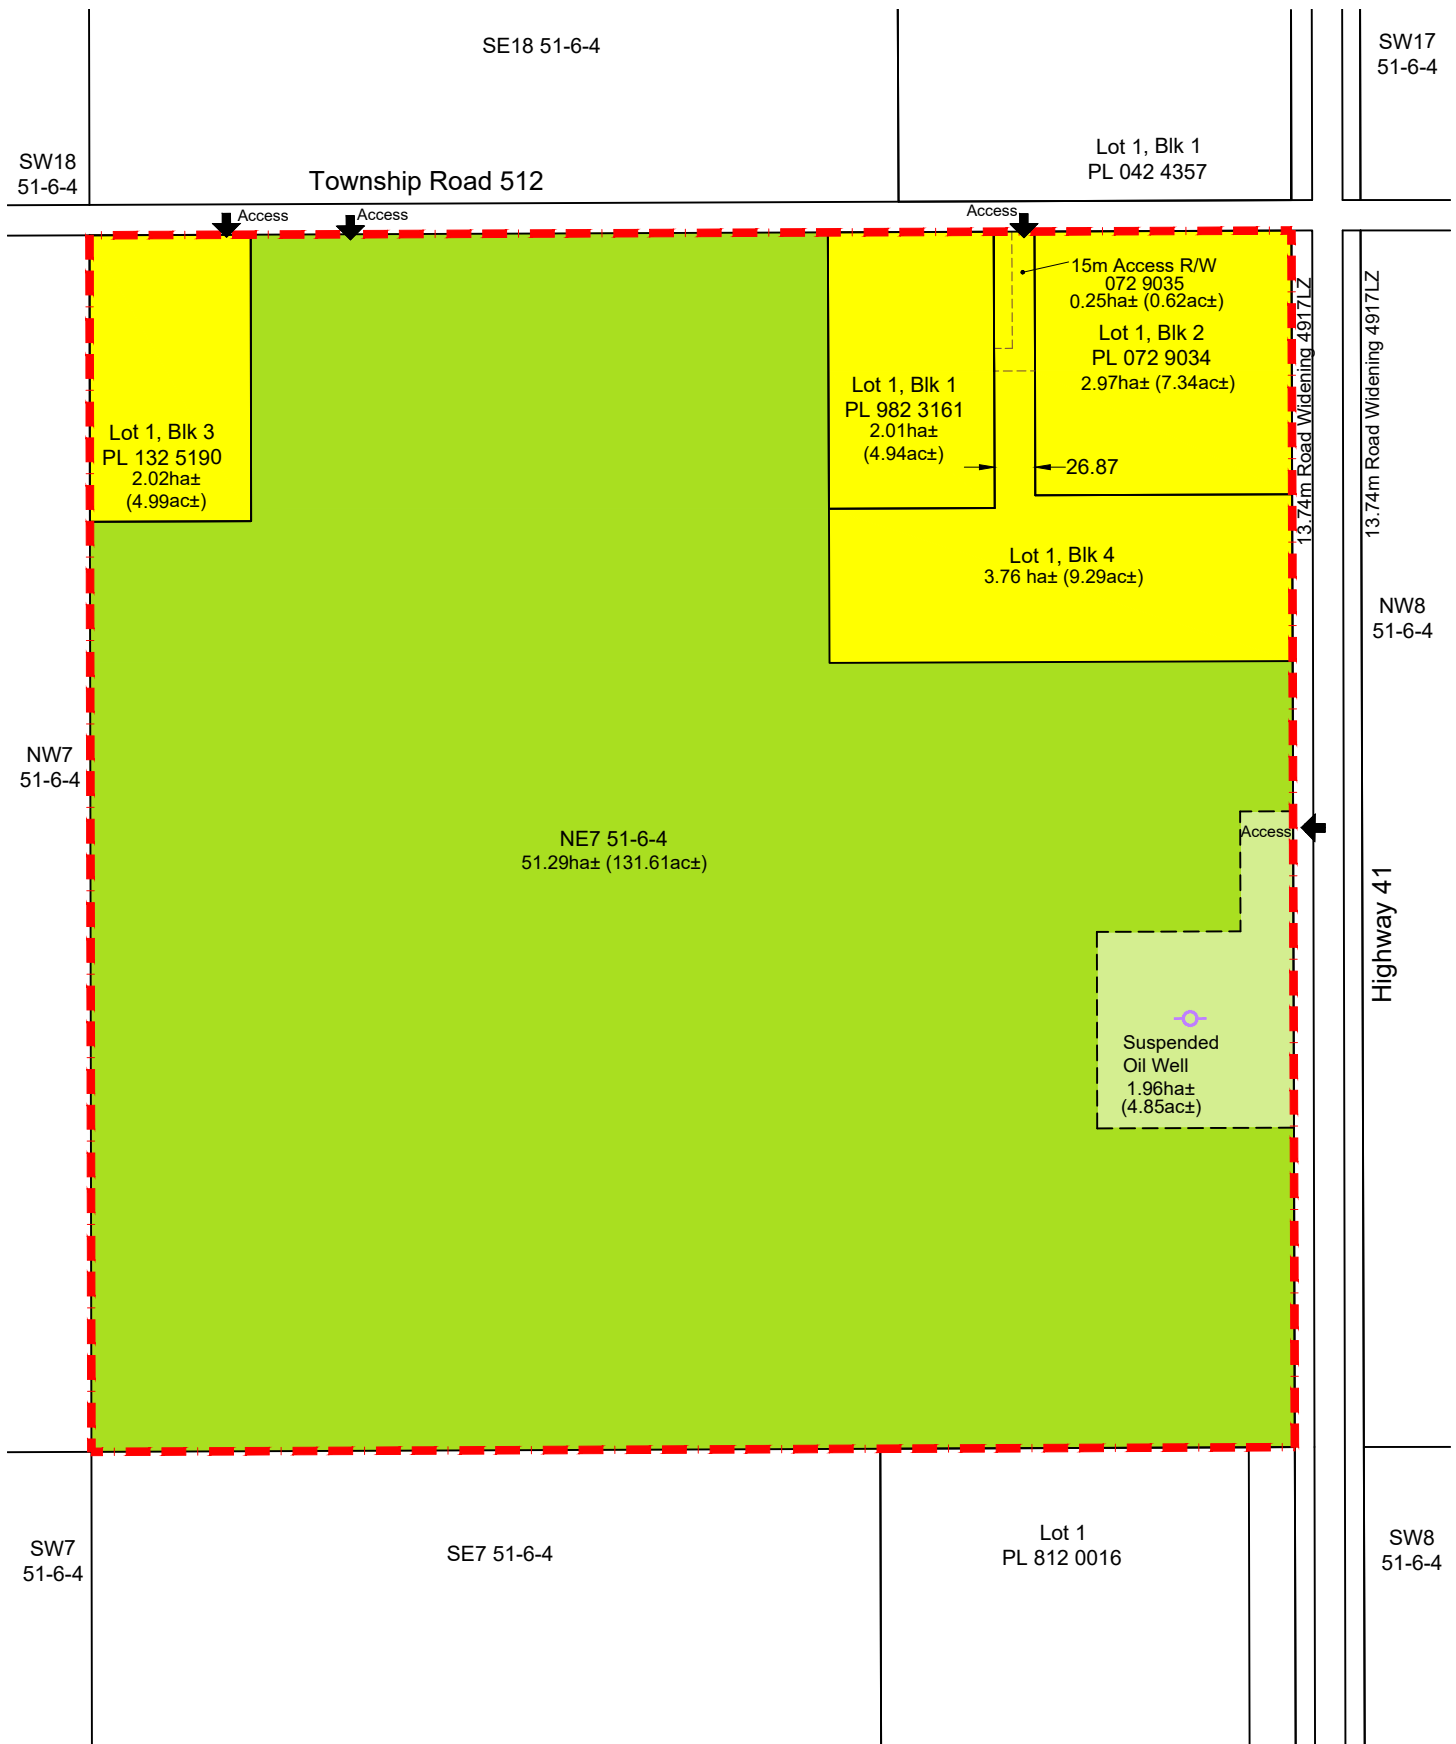 SE18 51-6-4
SW17
51-6-4
Lot 1, Blk 1
PL 042 4357
SW18
51-6-4
Township Road 512
Access
Access
Access
15m Access R/W
072 9035
0.25ha± (0.62ac±)
Lot 1, Blk 2
PL 072 9034
2.97ha± (7.34ac±)
13.74m Road Widening 4917LZ
13.74m Road Widening 4917LZ
Lot 1, Blk 1
PL 982 3161
2.01ha±
(4.94ac±)
26.87
Lot 1, Blk 3
PL 132 5190
2.02ha±
(4.99ac±)
Lot 1, Blk 4
3.76 ha± (9.29ac±)
NW8
51-6-4
NW7
51-6-4
NE7 51-6-4
51.29ha± (131.61ac±)
Access
Highway 41
Suspended
Oil Well
1.96ha±
(4.85ac±)
SW7
51-6-4
SE7 51-6-4
Lot 1
PL 812 0016
SW8
51-6-4